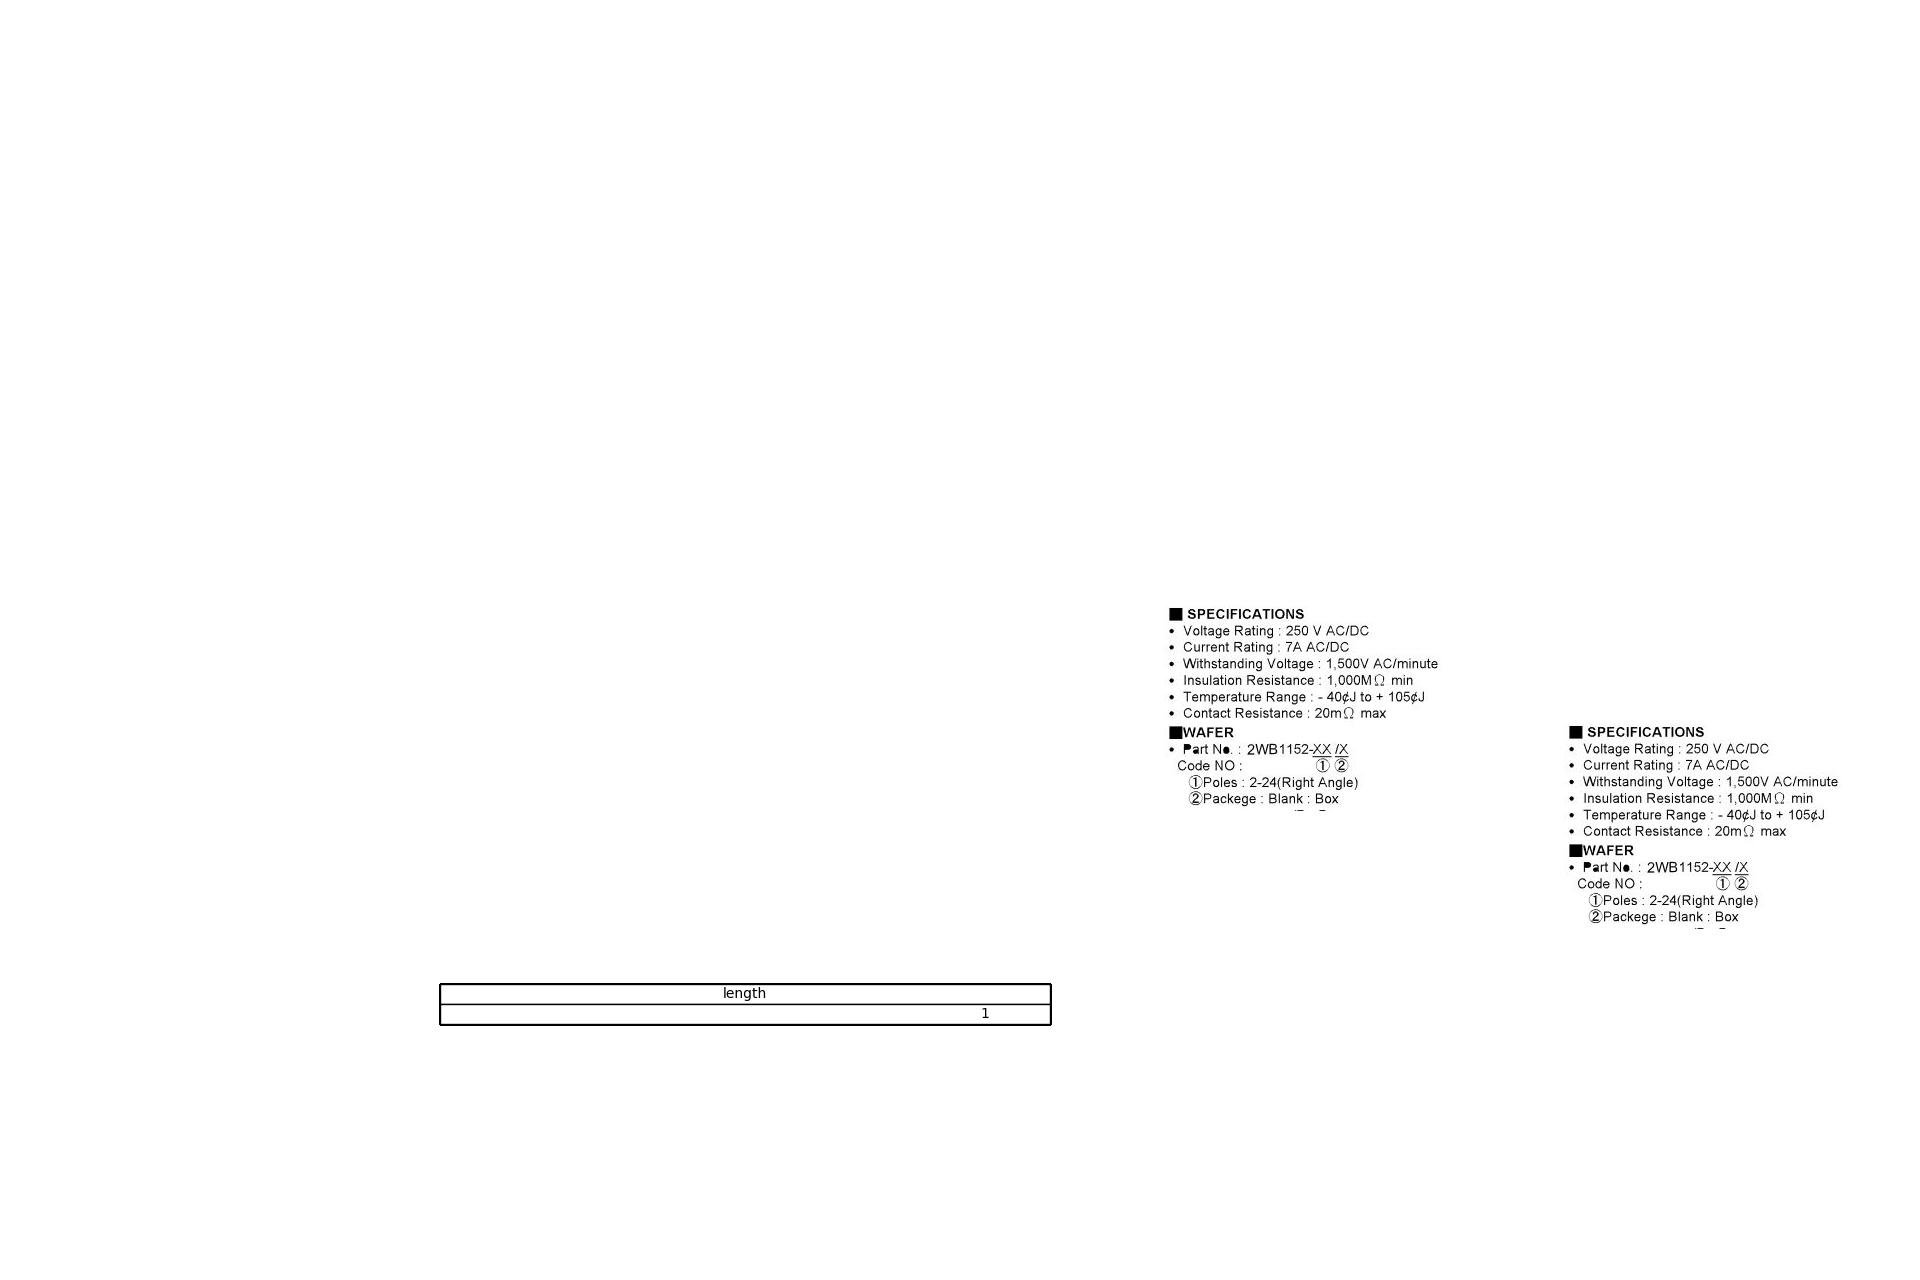 ■ SPECIFICATIONS
• Voltage Rating : 250 V AC/DC
• Current Rating : 7A AC/DC
• Withstanding Voltage : 1,500V AC/minute
• Insulation Resistance : 1,000MΩ min
• Temperature Range : - 40¢J to + 105¢J
• Contact Resistance : 20mΩ max
■WAFER
• Part No. : 2WB1152-XX /X
Code NO : ① ②
①Poles : 2-24(Right Angle)
②Packege : Blank : Box
■ SPECIFICATIONS
• Voltage Rating : 250 V AC/DC
• Current Rating : 7A AC/DC
• Withstanding Voltage : 1,500V AC/minute
• Insulation Resistance : 1,000MΩ min
• Temperature Range : - 40¢J to + 105¢J
• Contact Resistance : 20mΩ max
■WAFER
• Part No. : 2WB1152-XX /X
Code NO : ① ②
①Poles : 2-24(Right Angle)
②Packege : Blank : Box
length
1